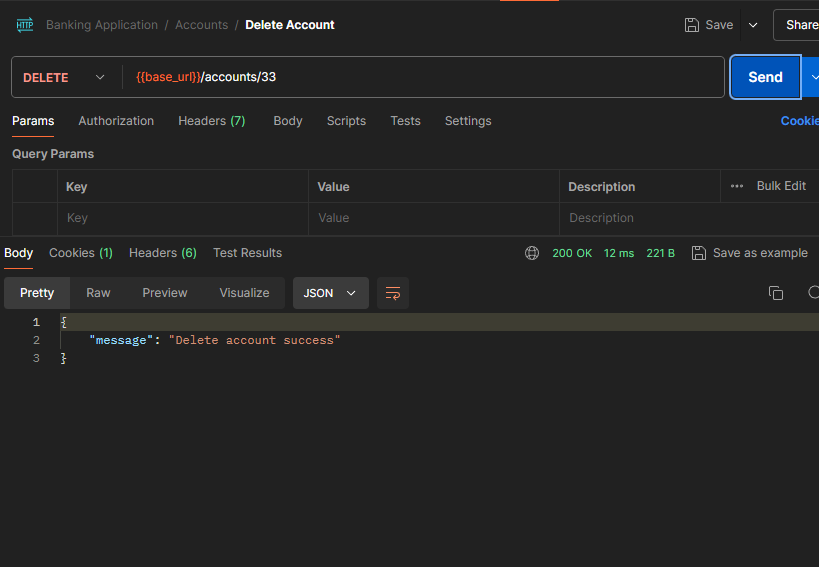 HTTP Banking Application / Accounts / Delete Account Save Share
DELETE {{base_url}}/accounts/33 Send
Params Authorization Headers (7) Body Scripts Tests Settings Cookie
Query Params
Key Value Description ••• Bulk Edit
Key Value Description
Body Cookies (1) Headers (6) Test Results 200 OK 12 ms 221 B Save as example
Pretty Raw Preview Visualize JSON
1 {
2 "message": "Delete account success"
3 }